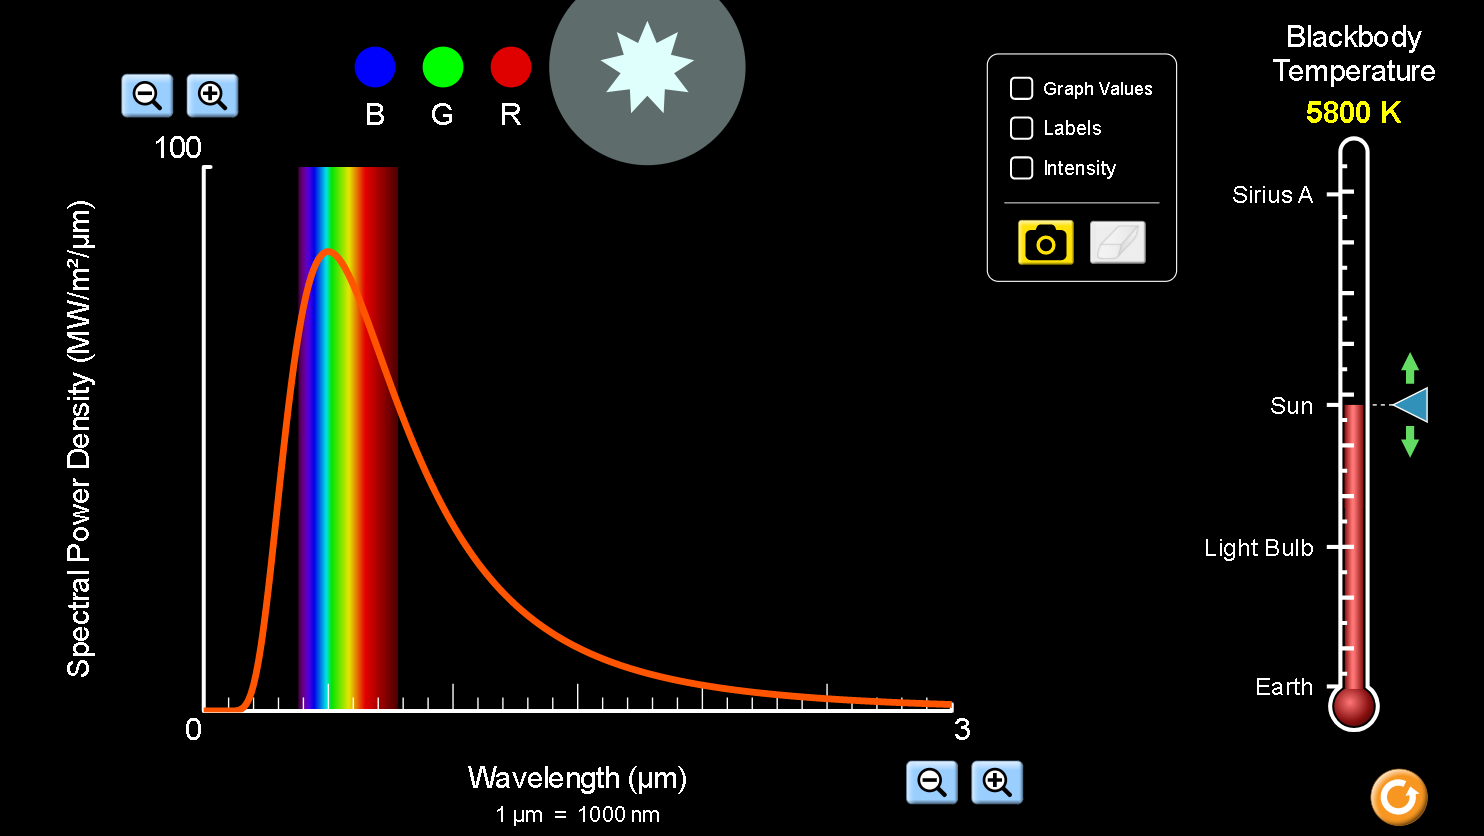 B G R
100
Spectral Power Density (MW/m²/μm)
0
3
Wavelength (μm)
1 μm = 1000 nm
Graph Values
Labels
Intensity
Blackbody
Temperature
5800 K
Sirius A
Sun
Light Bulb
Earth